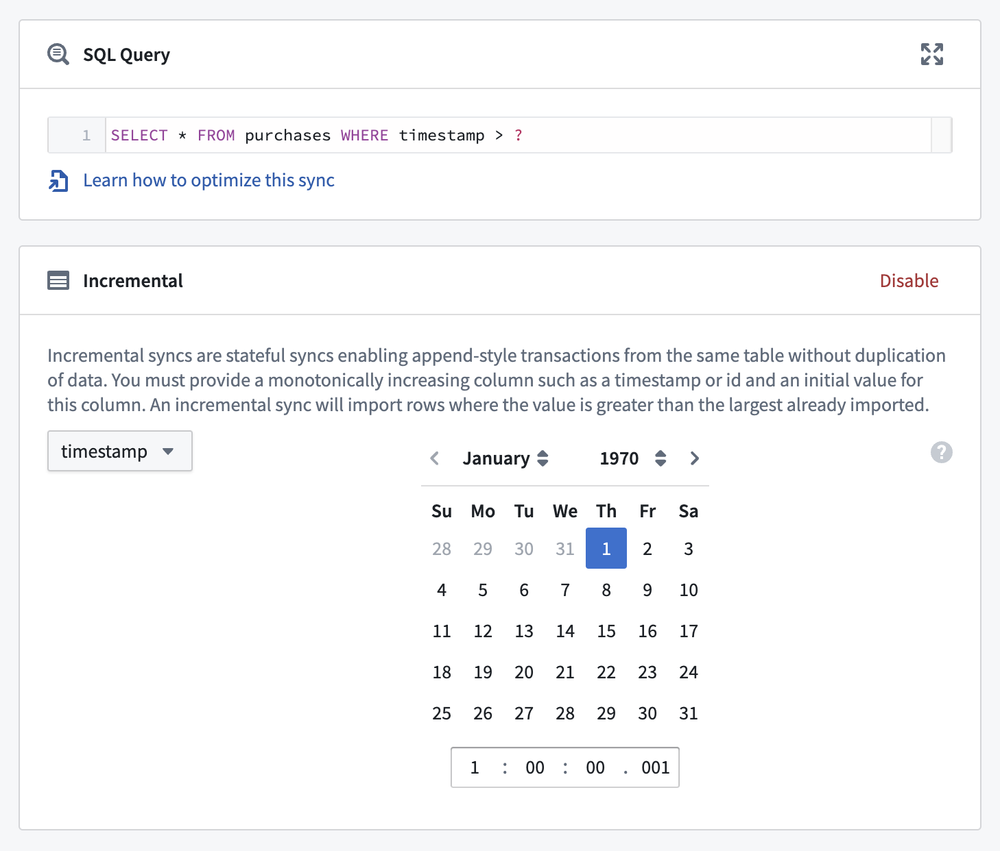 SQL Query
1 SELECT * FROM purchases WHERE timestamp > ?
Learn how to optimize this sync
Incremental
Disable
Incremental syncs are stateful syncs enabling append-style transactions from the same table without duplication
of data. You must provide a monotonically increasing column such as a timestamp or id and an initial value for
this column. An incremental sync will import rows where the value is greater than the largest already imported.
timestamp
January 1970
?
Su Mo Tu We Th Fr Sa
28 29 30 31 1 2 3
4 5 6 7 8 9 10
11 12 13 14 15 16 17
18 19 20 21 22 23 24
25 26 27 28 29 30 31
1 : 00 : 00 . 001